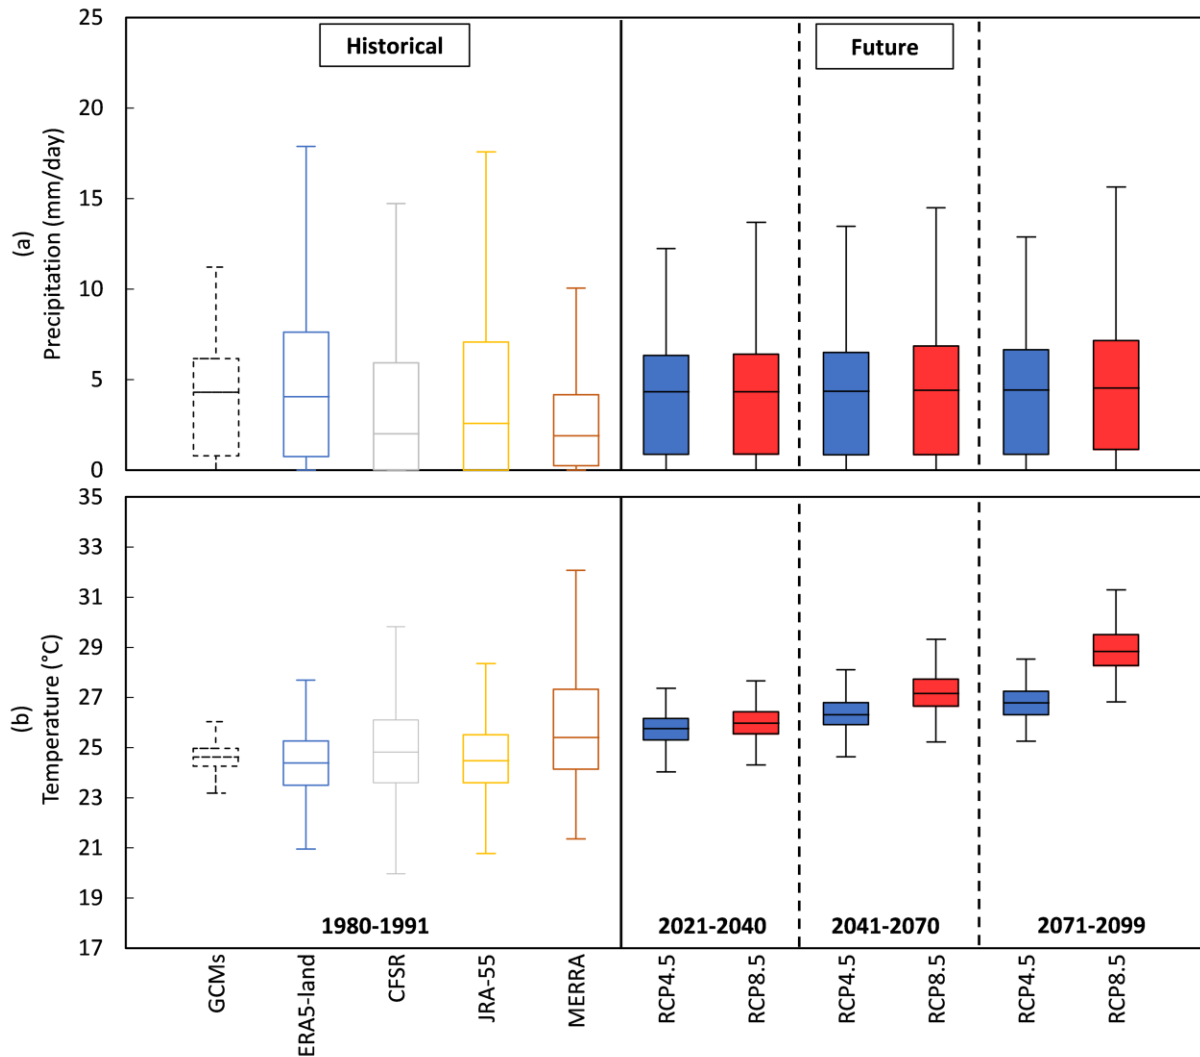 25
20
15
10
5
0
(a)
Precipitation (mm/day)
Historical
Future
35
33
31
29
27
25
23
21
19
17
(b)
Temperature (°C)
1980-1991
2021-2040
2041-2070
2071-2099
GCMs
ERA5-land
CFSR
JRA-55
MERRA
RCP4.5
RCP8.5
RCP4.5
RCP8.5
RCP4.5
RCP8.5